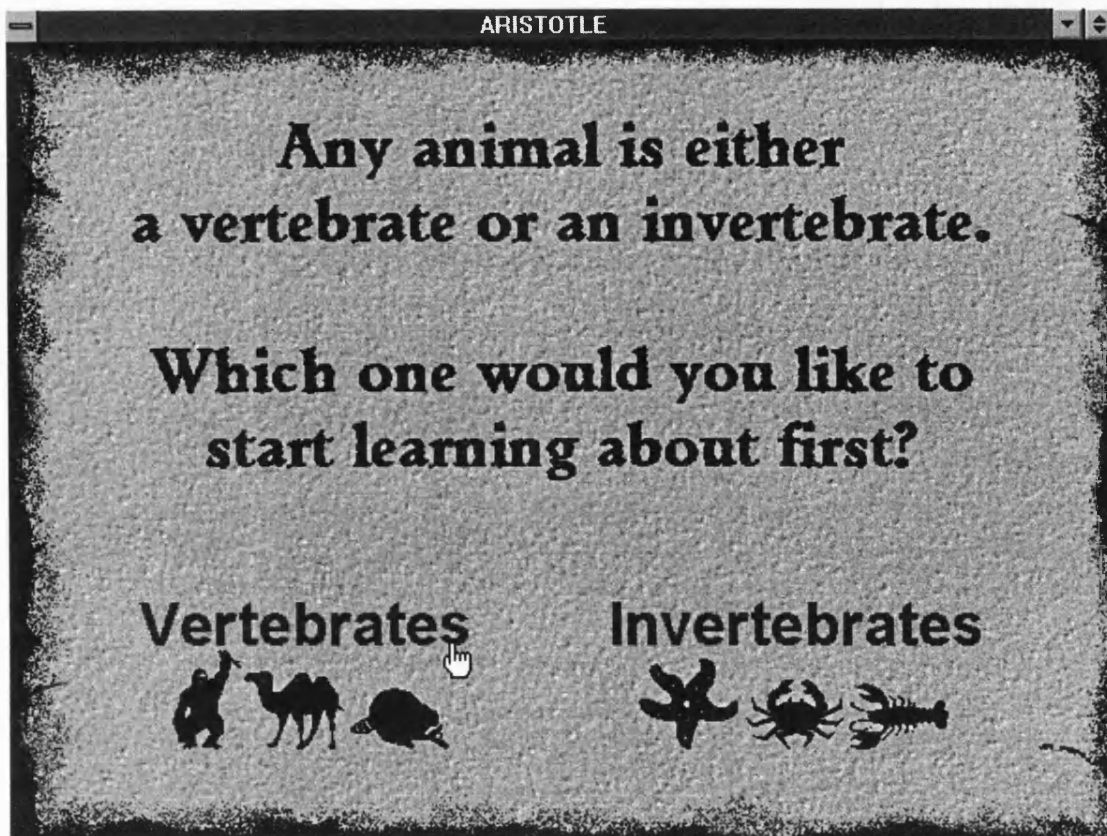 ARISTOTLE
Any animal is either
a vertebrate or an invertebrate.
Which one would you like to
start learning about first?
Vertebrates
Invertebrates